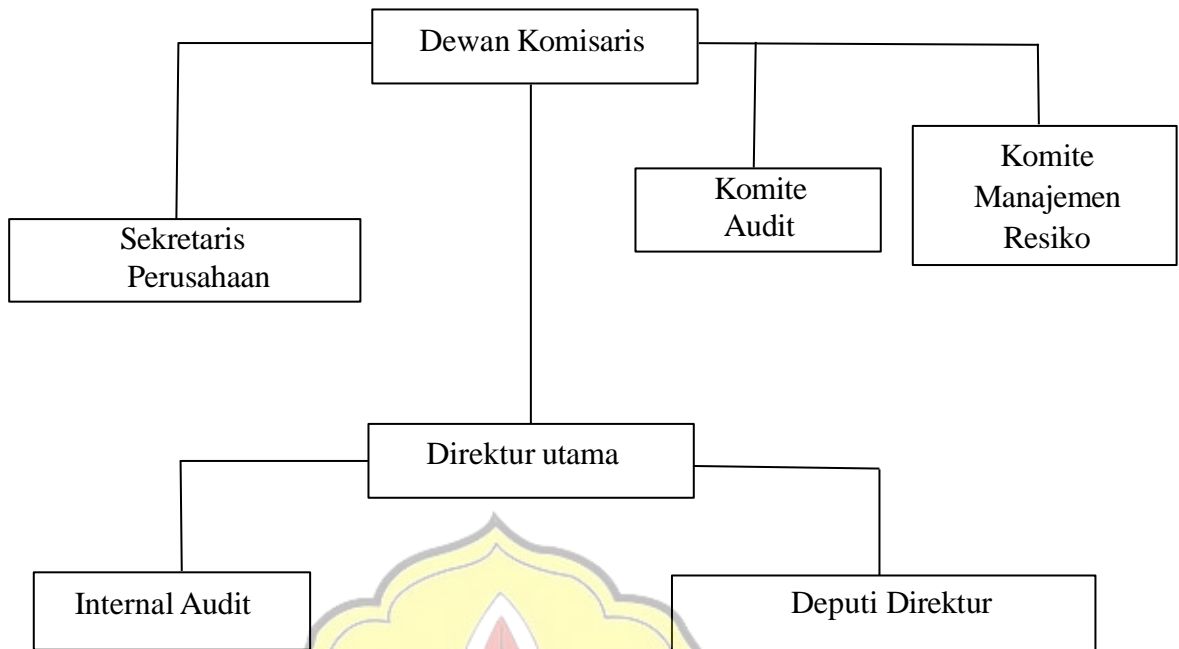 Dewan Komisaris
Komite
Manajemen
Resiko
Komite
Audit
Sekretaris
Perusahaan
Direktur utama
Internal Audit
Deputi Direktur